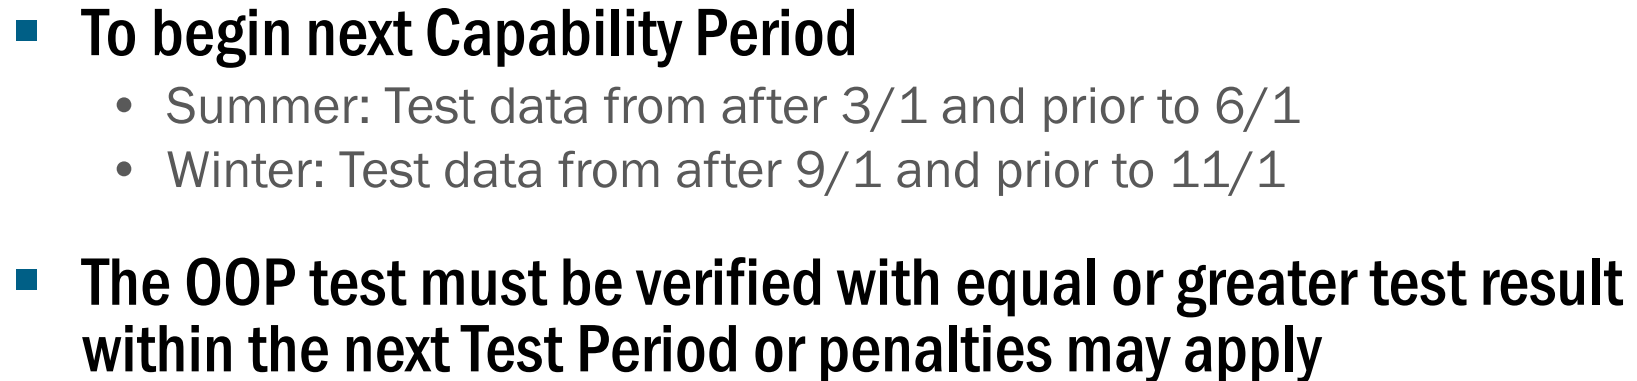 ▪ To begin next Capability Period
• Summer: Test data from after 3/1 and prior to 6/1
• Winter: Test data from after 9/1 and prior to 11/1
▪ The OOP test must be verified with equal or greater test result
within the next Test Period or penalties may apply